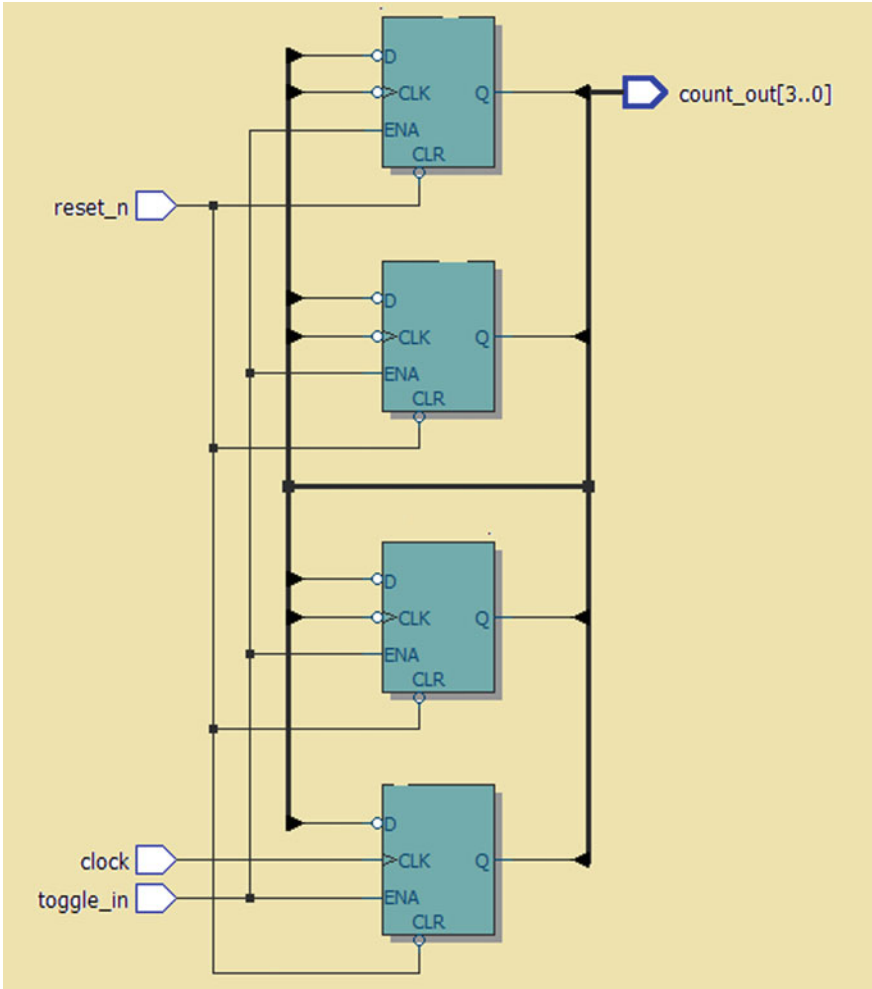 D
CLK
Q
ENA
CLR
count_out[3..0]
reset_n
D
CLK
Q
ENA
CLR
D
CLK
Q
ENA
CLR
D
clock
CLK
Q
toggle_in
ENA
CLR